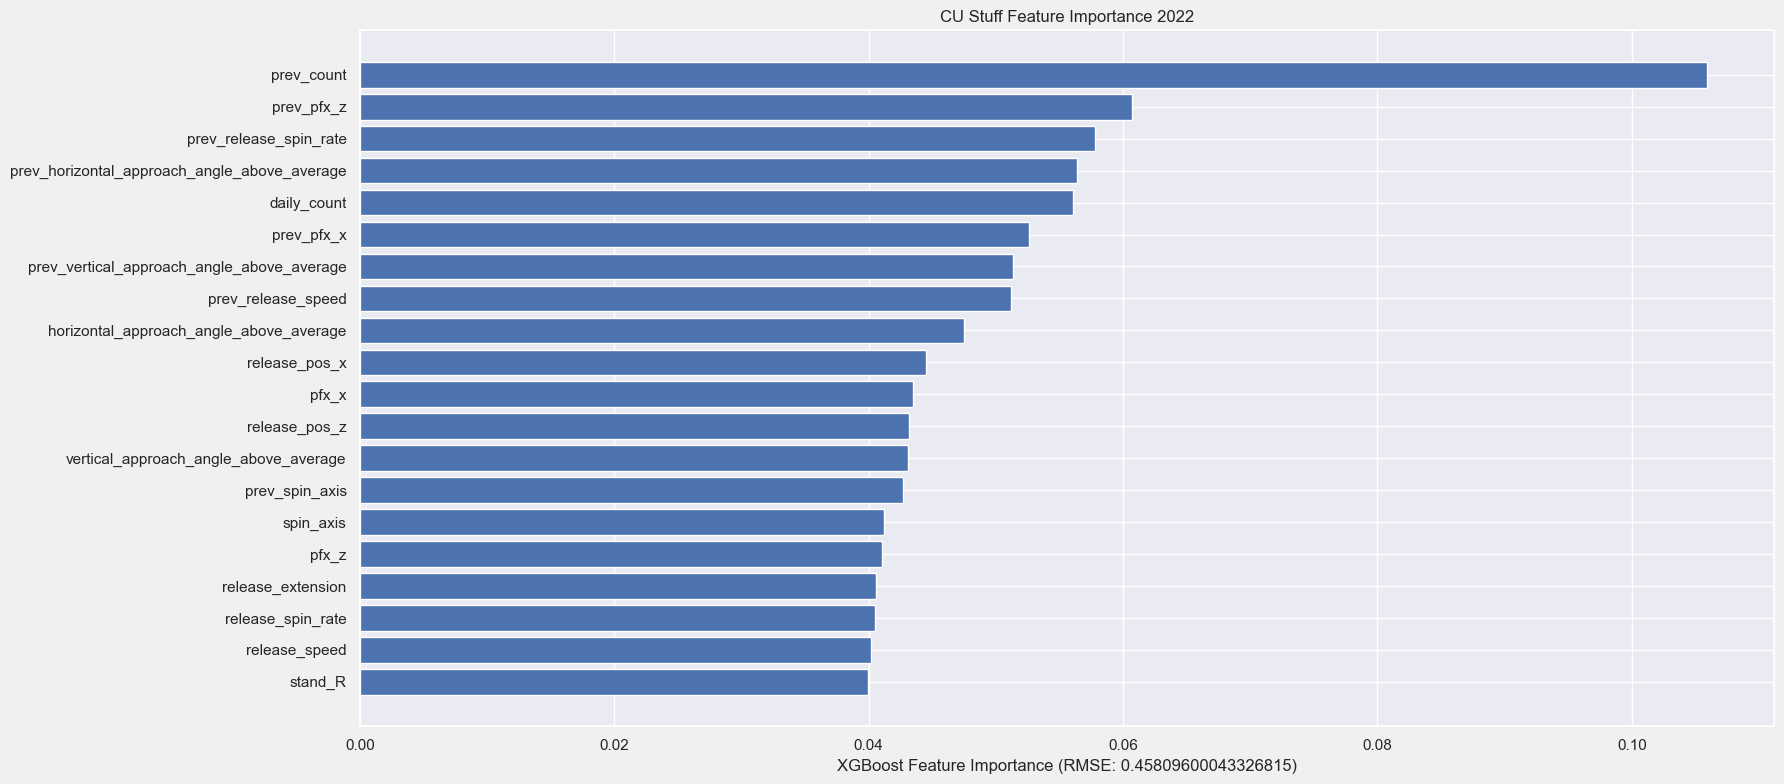 CU Stuff Feature Importance 2022
prev_count
prev_pfx_z
prev_release_spin_rate
prev_horizontal_approach_angle_above_average
daily_count
prev_pfx_x
prev_vertical_approach_angle_above_average
prev_release_speed
horizontal_approach_angle_above_average
release_pos_x
pfx_x
release_pos_z
vertical_approach_angle_above_average
prev_spin_axis
spin_axis
pfx_z
release_extension
release_spin_rate
release_speed
stand_R
0.00 0.02 0.04 0.06 0.08 0.10
XGBoost Feature Importance (RMSE: 0.45809600043326815)